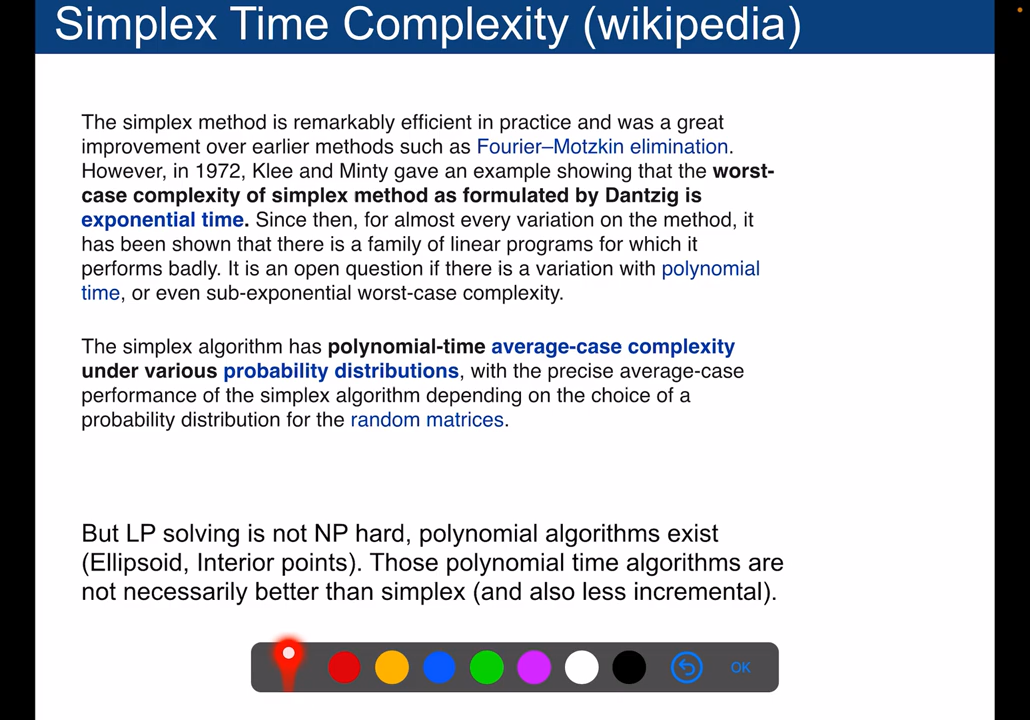 Simplex Time Complexity (wikipedia)
The simplex method is remarkably efficient in practice and was a great
improvement over earlier methods such as Fourier–Motzkin elimination.
However, in 1972, Klee and Minty gave an example showing that the worst-
case complexity of simplex method as formulated by Dantzig is
exponential time. Since then, for almost every variation on the method, it
has been shown that there is a family of linear programs for which it
performs badly. It is an open question if there is a variation with polynomial
time, or even sub-exponential worst-case complexity.
The simplex algorithm has polynomial-time average-case complexity
under various probability distributions, with the precise average-case
performance of the simplex algorithm depending on the choice of a
probability distribution for the random matrices.
But LP solving is not NP hard, polynomial algorithms exist
(Ellipsoid, Interior points). Those polynomial time algorithms are
not necessarily better than simplex (and also less incremental).
OK